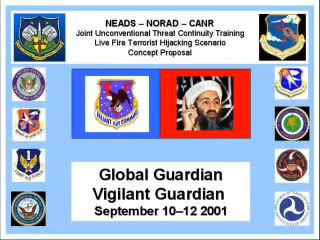 NEADS – NORAD – CANR
Joint Unconventional Threat Continuity Training
Live Fire Terrorist Hijacking Scenario
Concept Proposal
Global Guardian
Vigilant Guardian
September 10–12 2001